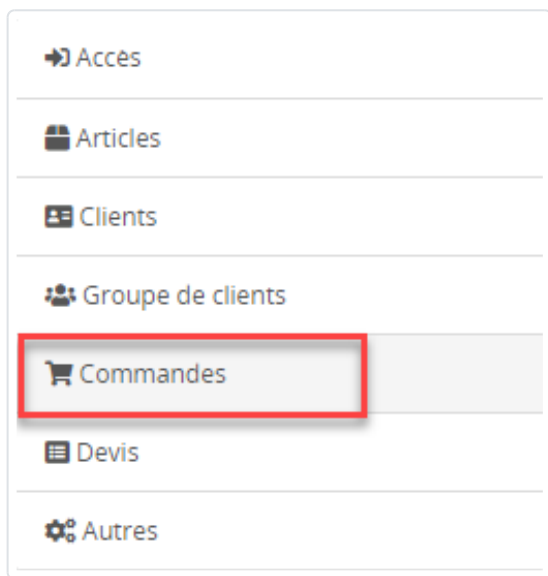 Accès
Articles
Clients
Groupe de clients
Commandes
Devis
Autres